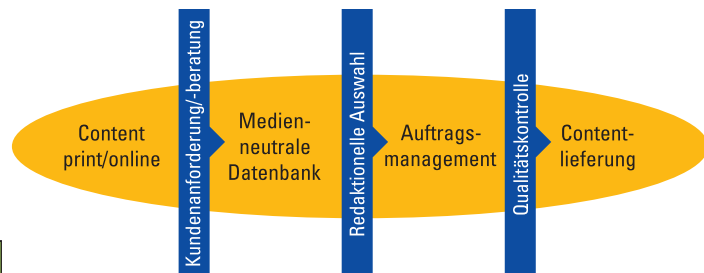 Content
print/online
Kundenanforderung/-beratung
Medien-
neutrale
Datenbank
Redaktionelle Auswahl
Auftrags-
management
Qualitätskontrolle
Content-
lieferung